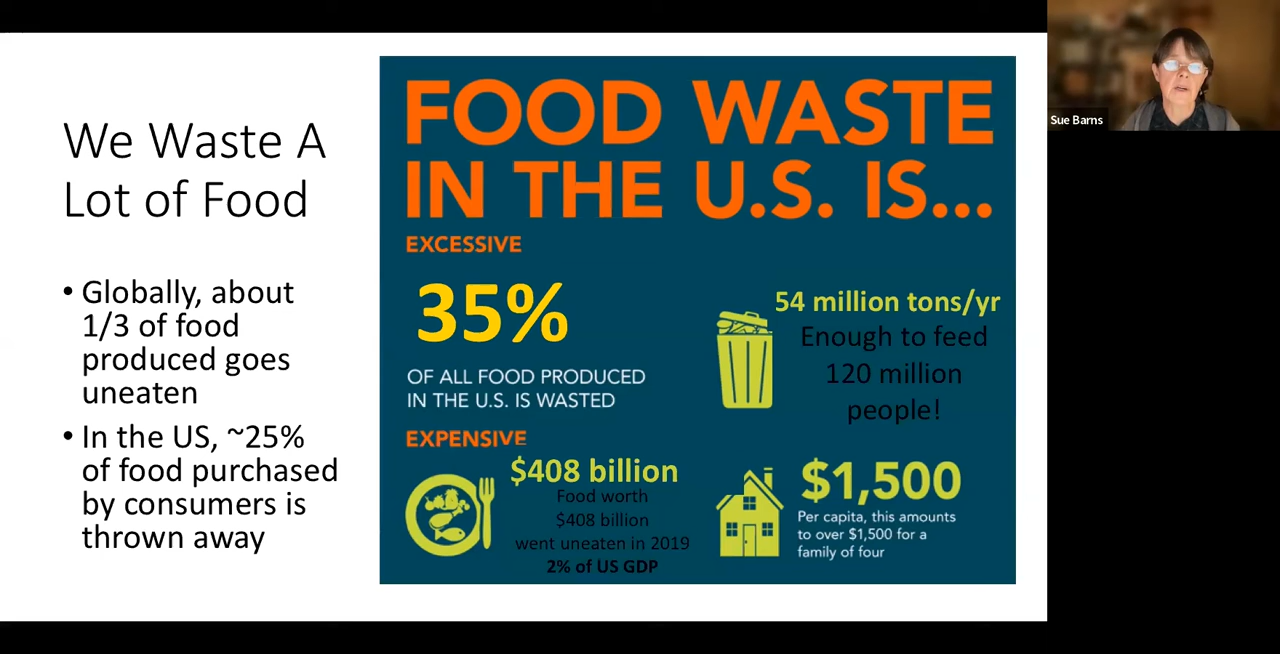 We Waste A
Lot of Food
• Globally, about
1/3 of food
produced goes
uneaten
• In the US, ~25%
of food purchased
by consumers is
thrown away
FOOD WASTE
IN THE U.S. IS...
EXCESSIVE
35%
OF ALL FOOD PRODUCED
IN THE U.S. IS WASTED
54 million tons/yr
Enough to feed
120 million
people!
EXPENSIVE
$408 billion
Food worth
$408 billion
went uneaten in 2019
2% of US GDP
$1,500
Per capita, this amounts
to over $1,500 for a
family of four
Sue Barns